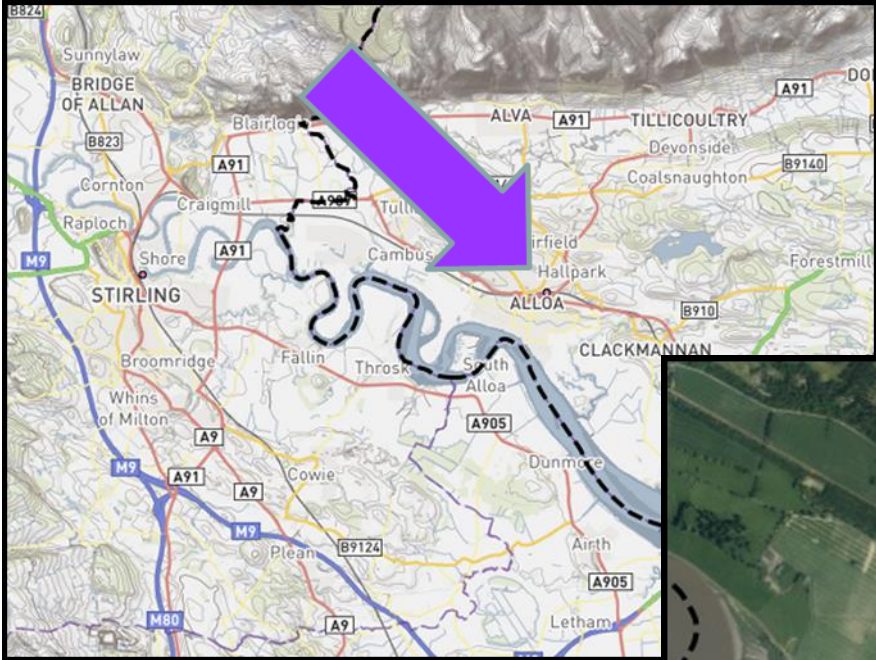 B824
Sunnylaw
BRIDGE
OF ALLAN
B823
Blairlogi
ALVA
A91
A91
TILLICOULTRY
Devonside
B9140
Coalsnaughton
A91
Cornton
Craigmill
Raploch
Cambus
Hallpark
Forestmill
M9
Shore
A91
STIRLING
ALLOA
B910
CLACKMANNAN
Broomridge
Fallin
Throsk
South
Alloa
Whins
of Milton
A9
A905
Dunmore
M9
A91
A9
Cowie
M9
Plean
B9124
Airth
A905
M80
A9
Letham